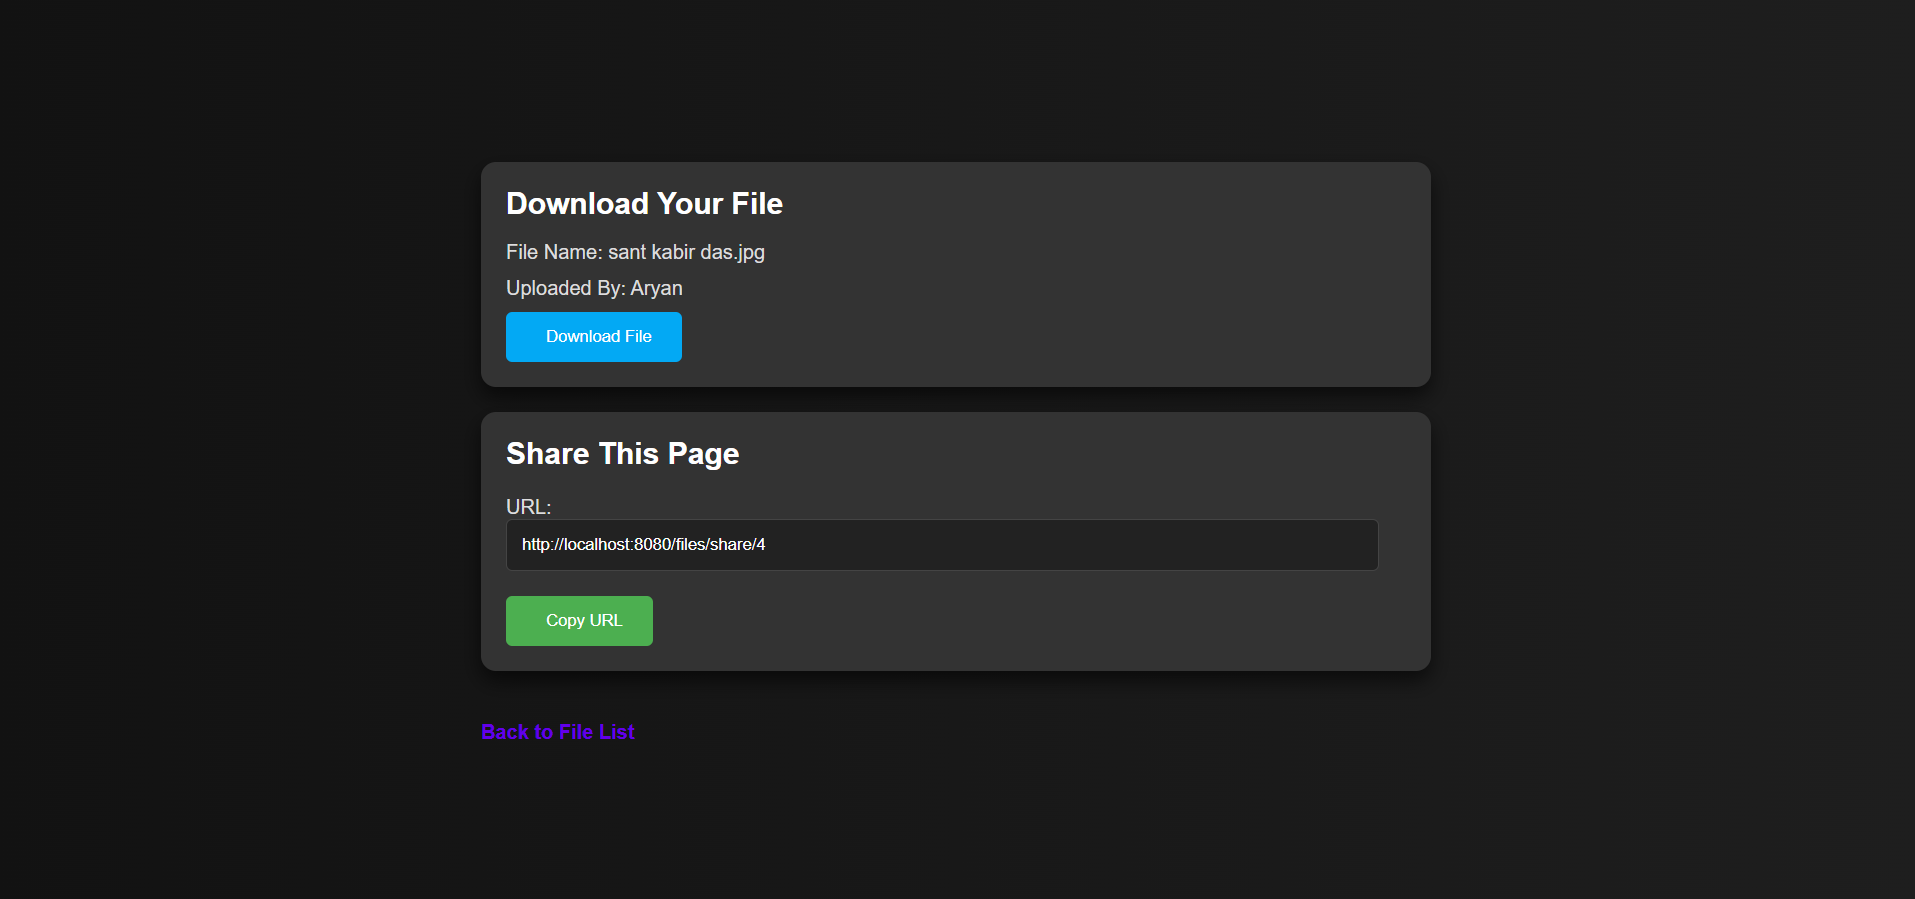 Download Your File
File Name: sant kabir das.jpg
Uploaded By: Aryan
Download File
Share This Page
URL:
http://localhost:8080/files/share/4
Copy URL
Back to File List